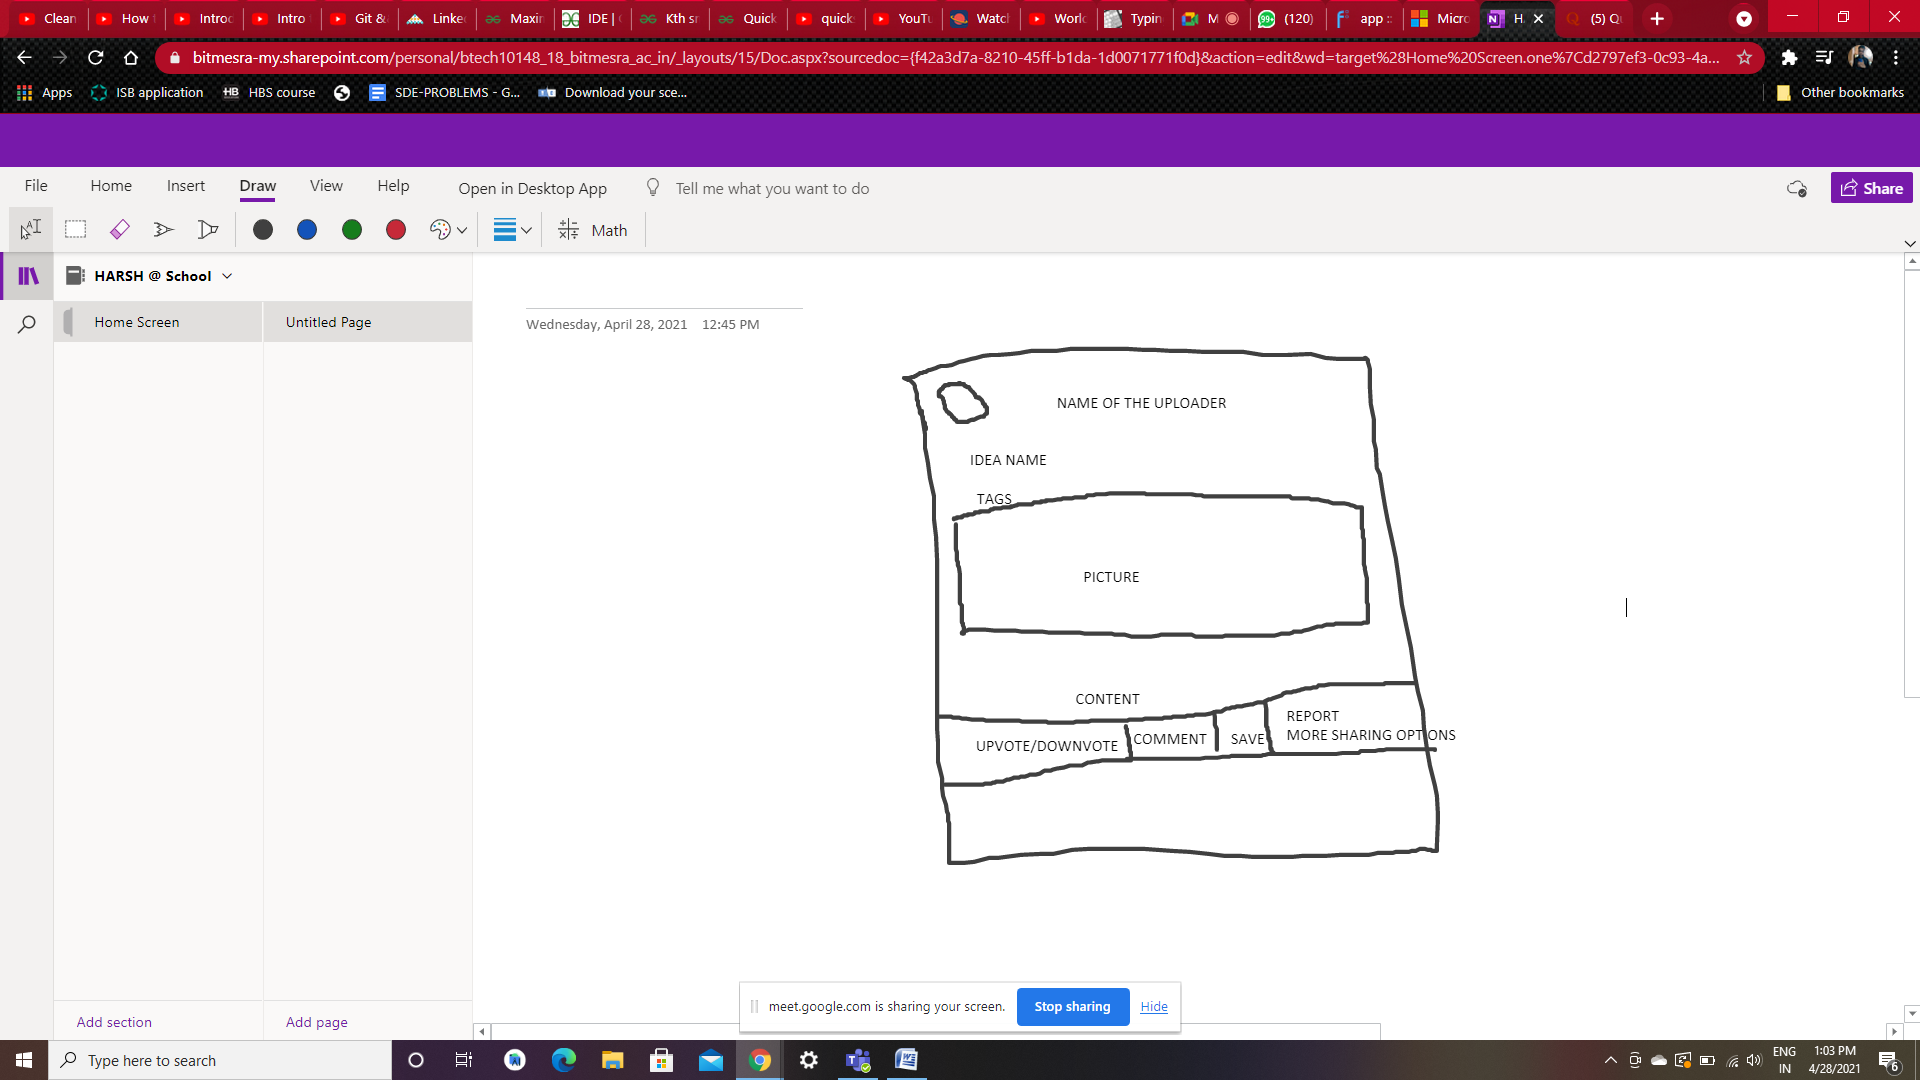 Clean
How
Introd
Intro
Git &
Linke
Maxin
IDE |
Kth sr
Quick
quick
YouTu
Watch
Worl
Typin
M
(120)
app
Micro
H
(5) Q
bitmesra-my.sharepoint.com/personal/btech10148_18_bitmesra_ac_in/_layouts/15/Doc.aspx?sourcedoc={f42a3d7a-8210-45ff-b1da-1d0071771f0d}&action=edit&wd=target%28Home%20Screen.one%7Cd2797ef3-0c93-4a...
Apps
ISB application
HB HBS course
SDE-PROBLEMS - G...
Download your sce...
Other bookmarks
File
Home
Insert
Draw
View
Help
Open in Desktop App
Tell me what you want to do
Share
Math
HARSH @ School
Home Screen
Untitled Page
Wednesday, April 28, 2021 12:45 PM
NAME OF THE UPLOADER
IDEA NAME
TAGS
PICTURE
CONTENT
UPVOTE/DOWNVOTE
COMMENT
SAVE
REPORT
MORE SHARING OPTIONS
Add section
Add page
meet.google.com is sharing your screen.
Stop sharing
Hide
Type here to search
ENG
IN
1:03 PM
4/28/2021
6